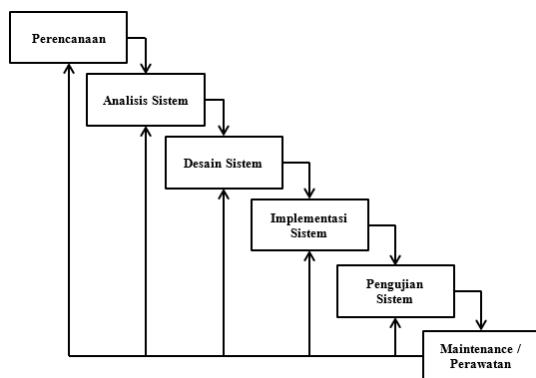 Perencanaan
Analisis Sistem
Desain Sistem
Implementasi
Sistem
Pengujian
Sistem
Maintenance /
Perawatan